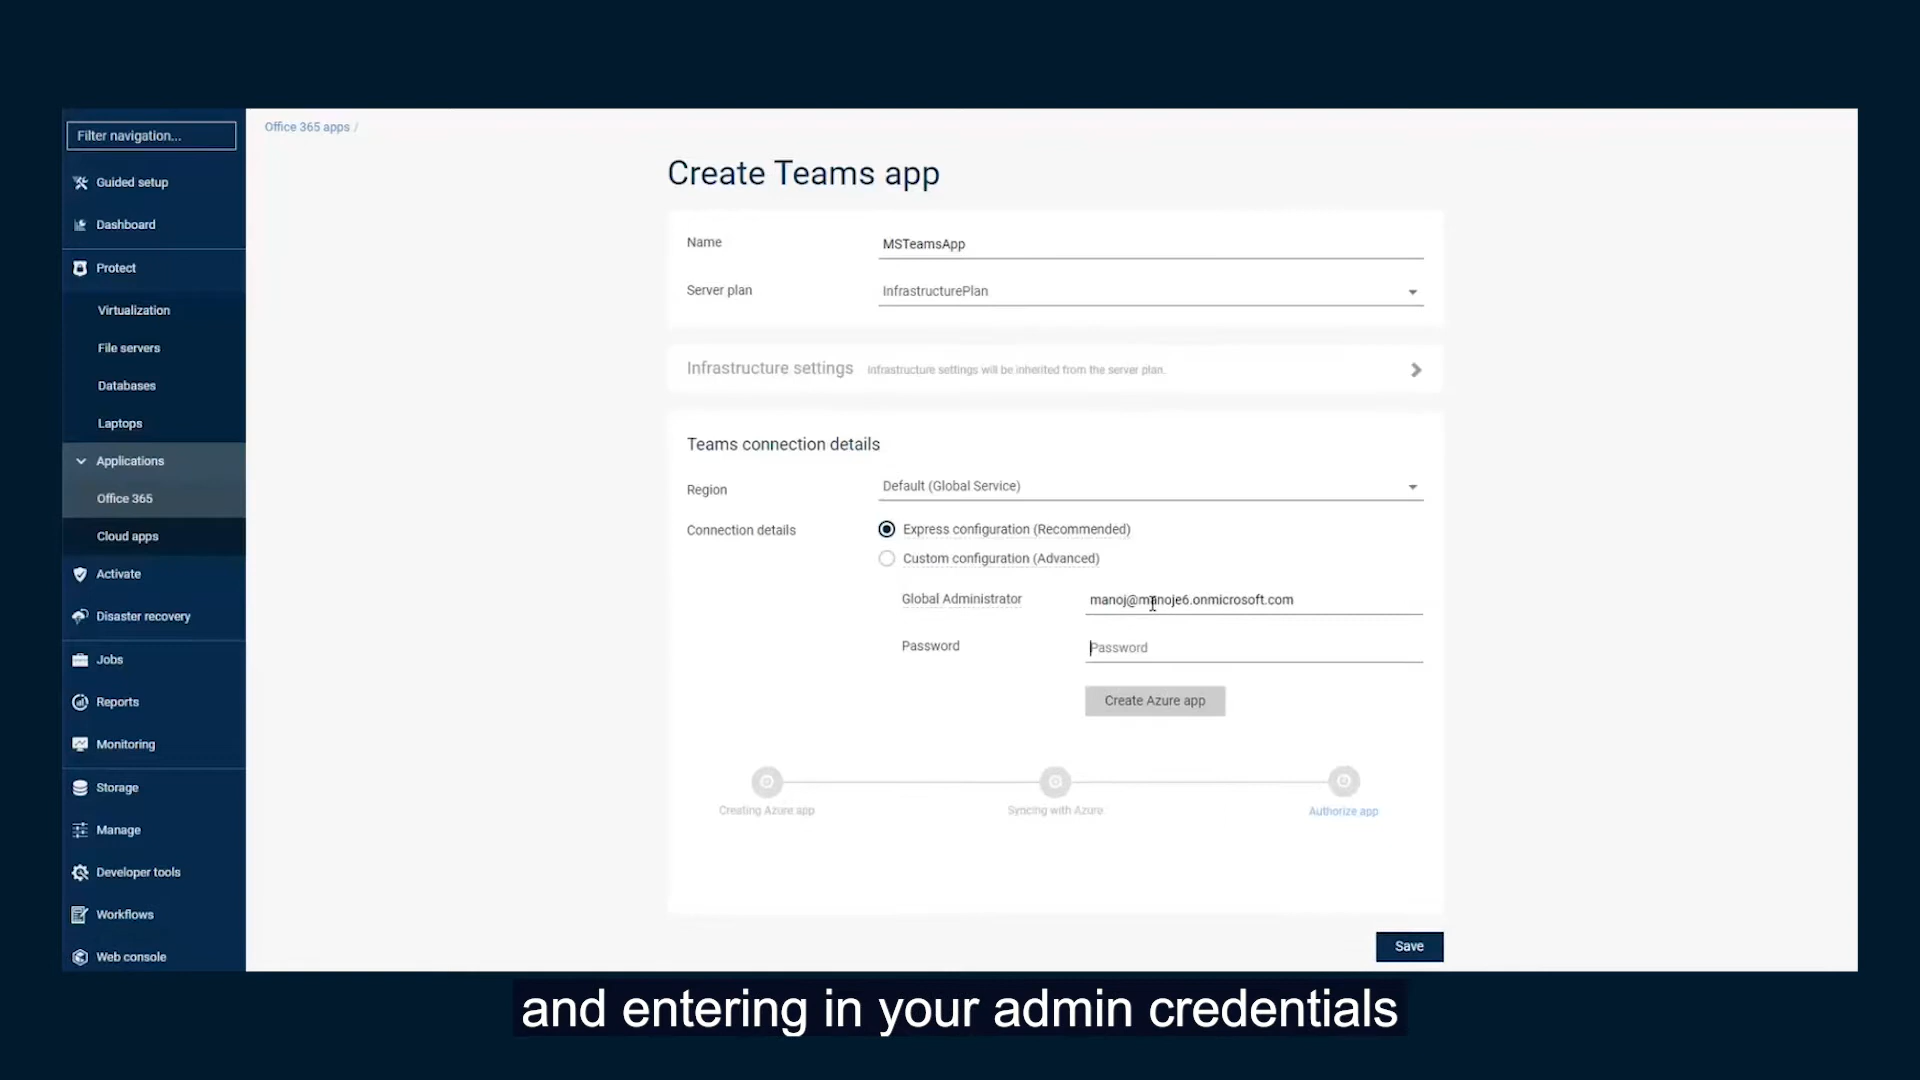 Filter navigation...
Office 365 apps /
Guided setup
Dashboard
Protect
Virtualization
File servers
Databases
Laptops
Applications
Office 365
Cloud apps
Activate
Disaster recovery
Jobs
Reports
Monitoring
Storage
Manage
Developer tools
Workflows
Web console
Create Teams app
Name MSTeamsApp
Server plan InfrastructurePlan
Infrastructure settings Infrastructure settings will be inherited from the server plan.
Teams connection details
Region Default (Global Service)
Connection details Express configuration (Recommended)
Custom configuration (Advanced)
Global Administrator manoj@manoje6.onmicrosoft.com
Password Password
Create Azure app
Creating Azure app Syncing with Azure Authorize app
Save
and entering in your admin credentials